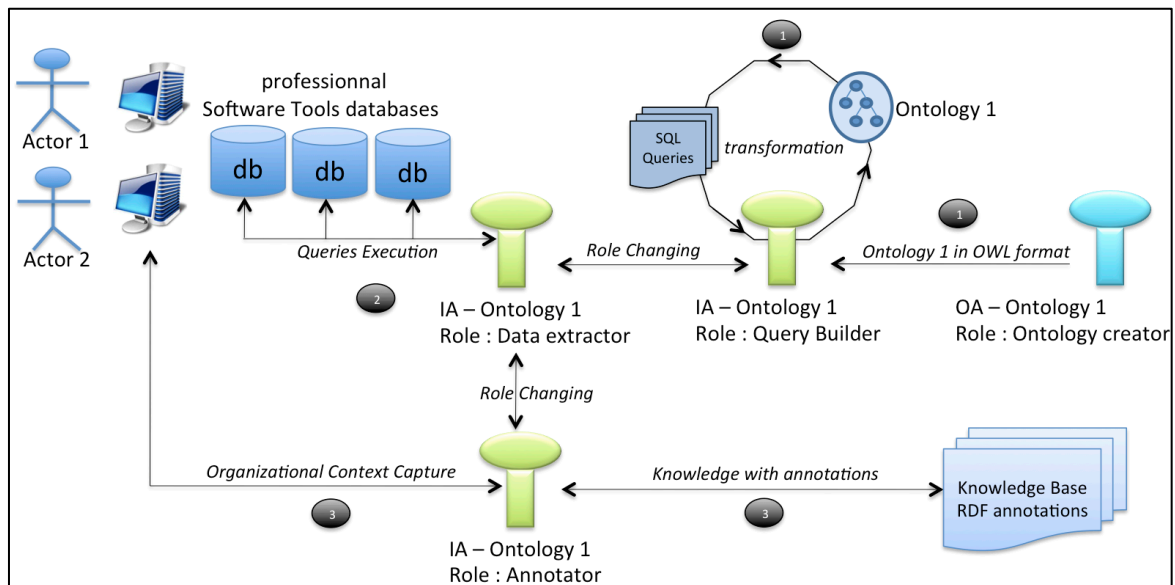 Actor 1
Actor 2
professionnal
Software Tools databases
db
db
db
Queries Execution
2
1
SQL
Queries
transformation
Ontology 1
1
Role Changing
Ontology 1 in OWL format
IA – Ontology 1
Role : Data extractor
IA – Ontology 1
Role : Query Builder
OA – Ontology 1
Role : Ontology creator
Role Changing
Organizational Context Capture
3
Knowledge with annotations
3
Knowledge Base
RDF annotations
IA – Ontology 1
Role : Annotator